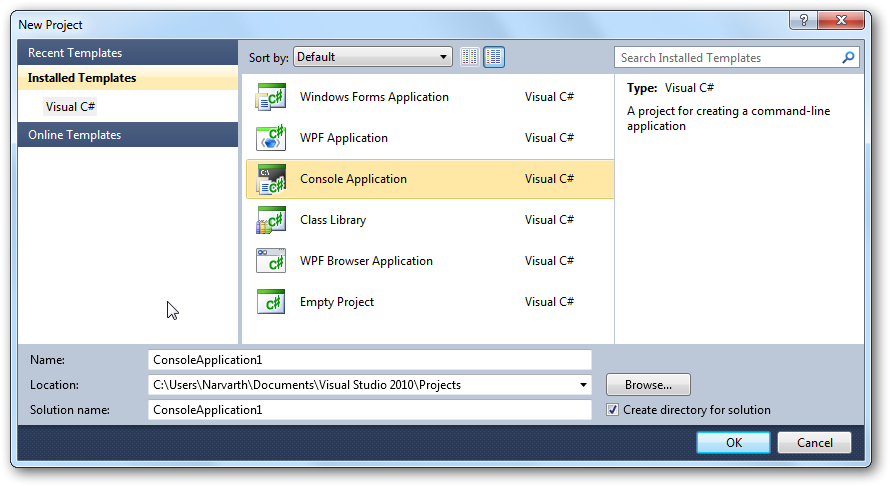 New Project
Recent Templates
Installed Templates
Visual C#
Online Templates
Sort by: Default
Search Installed Templates
Windows Forms Application Visual C#
WPF Application Visual C#
Console Application Visual C#
Class Library Visual C#
WPF Browser Application Visual C#
Empty Project Visual C#
Type: Visual C#
A project for creating a command-line
application
Name: ConsoleApplication1
Location: C:\Users\Narvarth\Documents\Visual Studio 2010\Projects Browse...
Solution name: ConsoleApplication1 Create directory for solution
OK Cancel